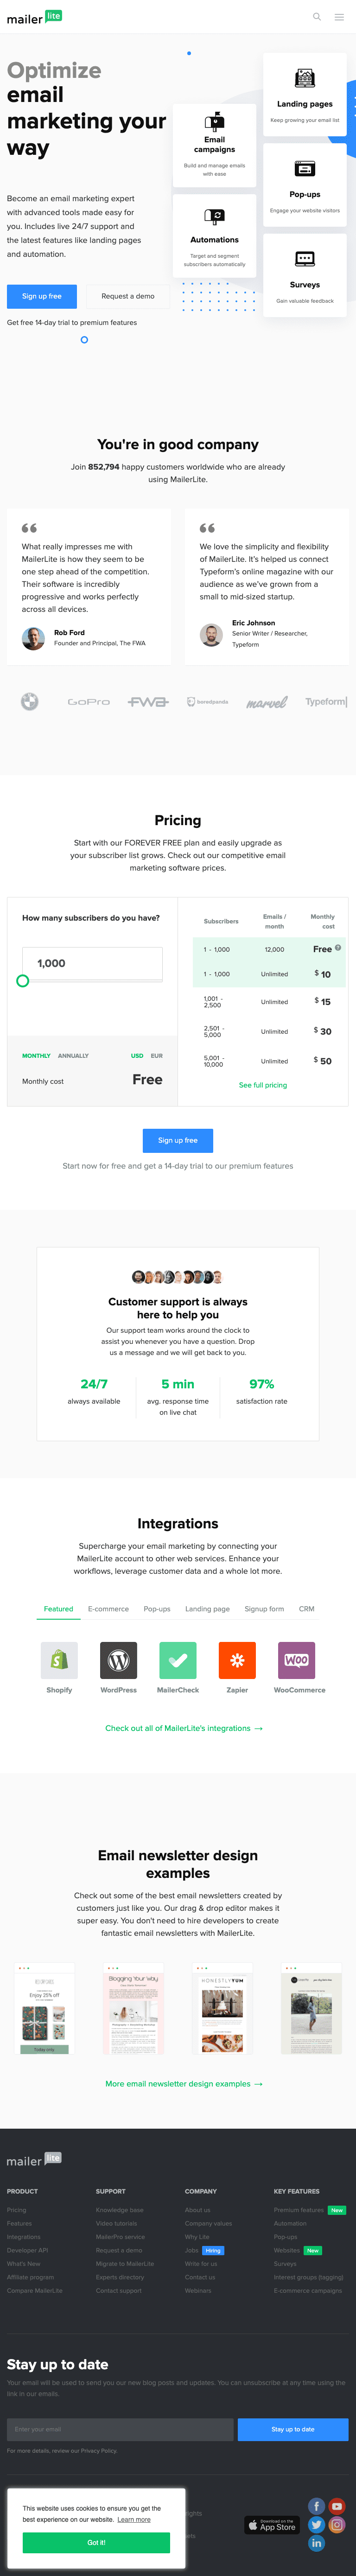 mailer lite
Optimize
email
marketing your
way
Become an email marketing expert
with advanced tools made easy for
you. Includes live 24/7 support and
the latest features like landing pages
and automation.
Sign up free
Request a demo
Get free 14-day trial to premium features
Email
campaigns
Build and manage emails
with ease
Automations
Target and segment
subscribers automatically
Landing pages
Keep growing your email list
Pop-ups
Engage your website visitors
Surveys
Gain valuable feedback
You're in good company
Join 852,794 happy customers worldwide who are already
using MailerLite.
What really impresses me with
MailerLite is how they seem to be
one step ahead of the competition.
Their software is incredibly
progressive and works perfectly
across all devices.
Rob Ford
Founder and Principal, The FWA
We love the simplicity and flexibility
of MailerLite. It's helped us connect
Typeform's online magazine with our
audience as we've grown from a
small to mid-sized startup.
Eric Johnson
Senior Writer / Researcher,
Typeform
GoPro
FWA
boredpanda
marvel
Typeform
Pricing
Start with our FOREVER FREE plan and easily upgrade as
your subscriber list grows. Check out our competitive email
marketing software prices.
How many subscribers do you have?
1,000
MONTHLY ANNUALLY USD EUR
Monthly cost Free
Subscribers Emails / month Monthly cost
1 - 1,000 12,000 Free ?
1 - 1,000 Unlimited $ 10
1,001 - 2,500 Unlimited $ 15
2,501 - 5,000 Unlimited $ 30
5,001 - 10,000 Unlimited $ 50
See full pricing
Sign up free
Start now for free and get a 14-day trial to our premium features
Customer support is always
here to help you
Our support team works around the clock to
assist you whenever you have a question. Drop
us a message and we will get back to you.
24/7
always available
5 min
avg. response time
on live chat
97%
satisfaction rate
Integrations
Supercharge your email marketing by connecting your
MailerLite account to other web services. Enhance your
workflows, leverage customer data and a whole lot more.
Featured E-commerce Pop-ups Landing page Signup form CRM
Shopify WordPress MailerCheck Zapier WooCommerce
Check out all of MailerLite's integrations →
Email newsletter design
examples
Check out some of the best email newsletters created by
customers just like you. Our drag & drop editor makes it
super easy. You don't need to hire developers to create
fantastic email newsletters with MailerLite.
Enjoy 25% off
Today only
Blogging Your Way
HONESTLYYUM
More email newsletter design examples →
mailer lite
PRODUCT
Pricing
Features
Integrations
Developer API
What's New
Affiliate program
Compare MailerLite
SUPPORT
Knowledge base
Video tutorials
MailerPro service
Request a demo
Migrate to MailerLite
Experts directory
Contact support
COMPANY
About us
Company values
Why Lite
Jobs Hiring
Write for us
Contact us
Webinars
KEY FEATURES
Premium features New
Automation
Pop-ups
Websites New
Surveys
Interest groups (tagging)
E-commerce campaigns
Stay up to date
Your email will be used to send you our new blog posts and updates. You can unsubscribe at any time using the
link in our emails.
Enter your email
Stay up to date
For more details, review our Privacy Policy.
This website uses cookies to ensure you get the
best experience on our website. Learn more
Got it!
Download on the
App Store